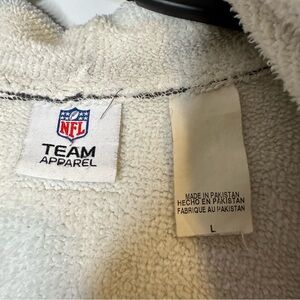 NFL
TEAM
APPAREL
MADE IN PAKISTAN
HECHO EN PAKISTAN
FABRIQUE AU PAKISTAN
L